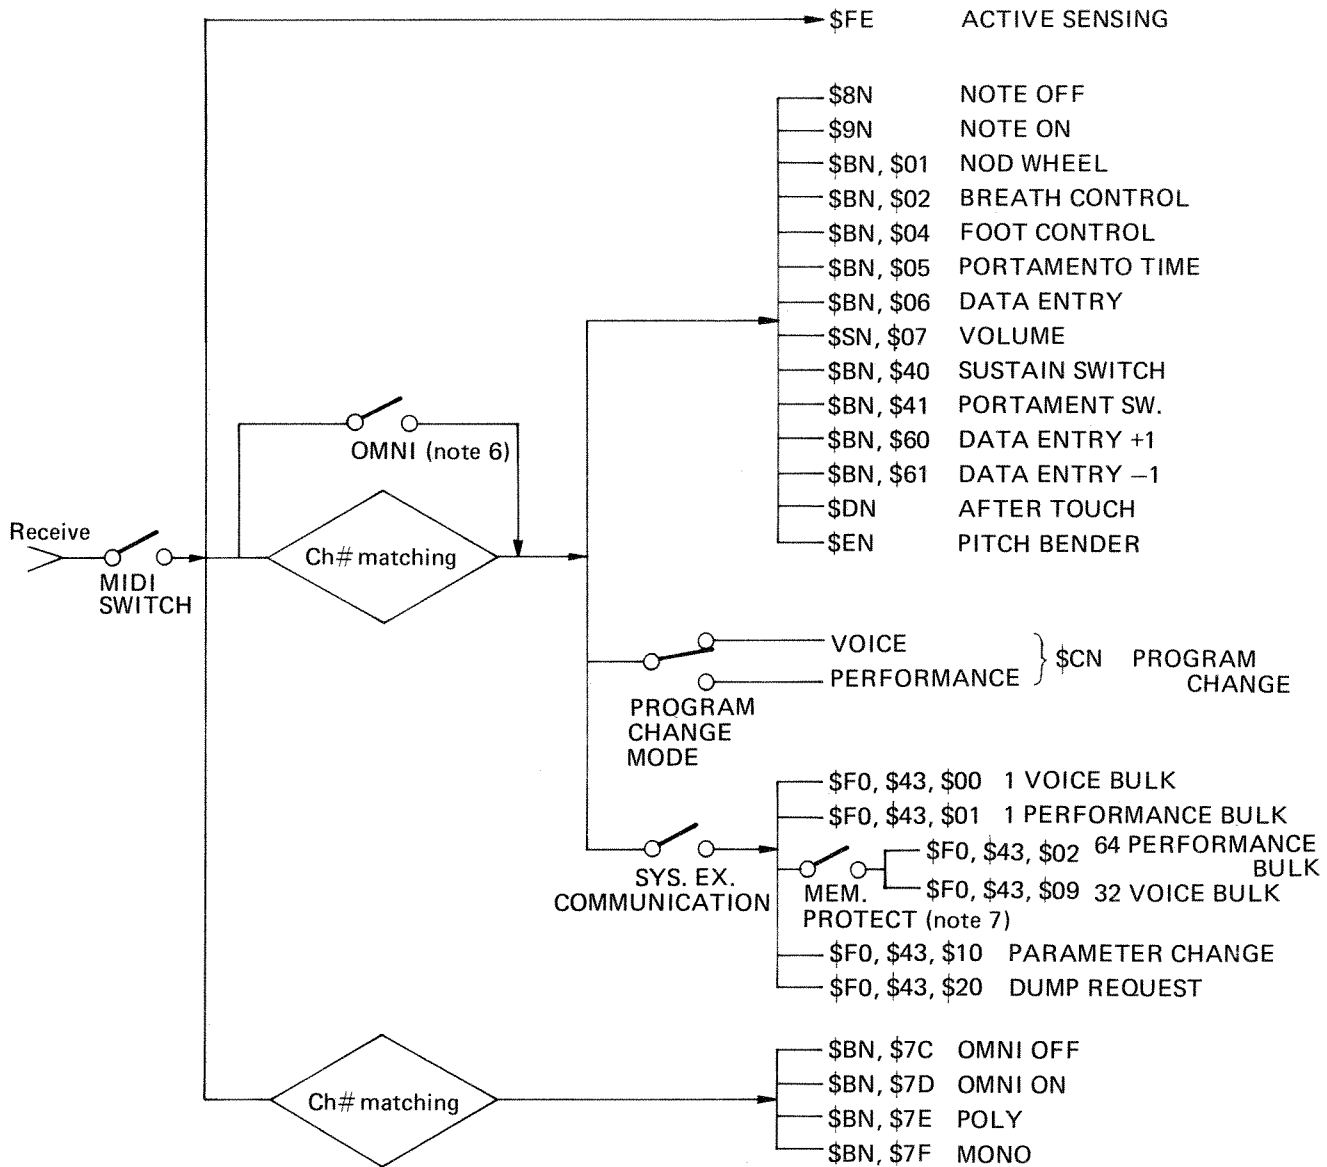 $FE ACTIVE SENSING
$8N NOTE OFF
$9N NOTE ON
$BN, $01 NOD WHEEL
$BN, $02 BREATH CONTROL
$BN, $04 FOOT CONTROL
$BN, $05 PORTAMENTO TIME
$BN, $06 DATA ENTRY
$SN, $07 VOLUME
$BN, $40 SUSTAIN SWITCH
$BN, $41 PORTAMENT SW.
$BN, $60 DATA ENTRY +1
$BN, $61 DATA ENTRY −1
$DN AFTER TOUCH
$EN PITCH BENDER
OMNI (note 6)
Receive
MIDI
SWITCH
Ch# matching
VOICE
PERFORMANCE
$CN PROGRAM
CHANGE
PROGRAM
CHANGE
MODE
$F0, $43, $00 1 VOICE BULK
$F0, $43, $01 1 PERFORMANCE BULK
$F0, $43, $02 64 PERFORMANCE
BULK
$F0, $43, $09 32 VOICE BULK
SYS. EX.
COMMUNICATION
MEM.
PROTECT (note 7)
$F0, $43, $10 PARAMETER CHANGE
$F0, $43, $20 DUMP REQUEST
Ch# matching
$BN, $7C OMNI OFF
$BN, $7D OMNI ON
$BN, $7E POLY
$BN, $7F MONO